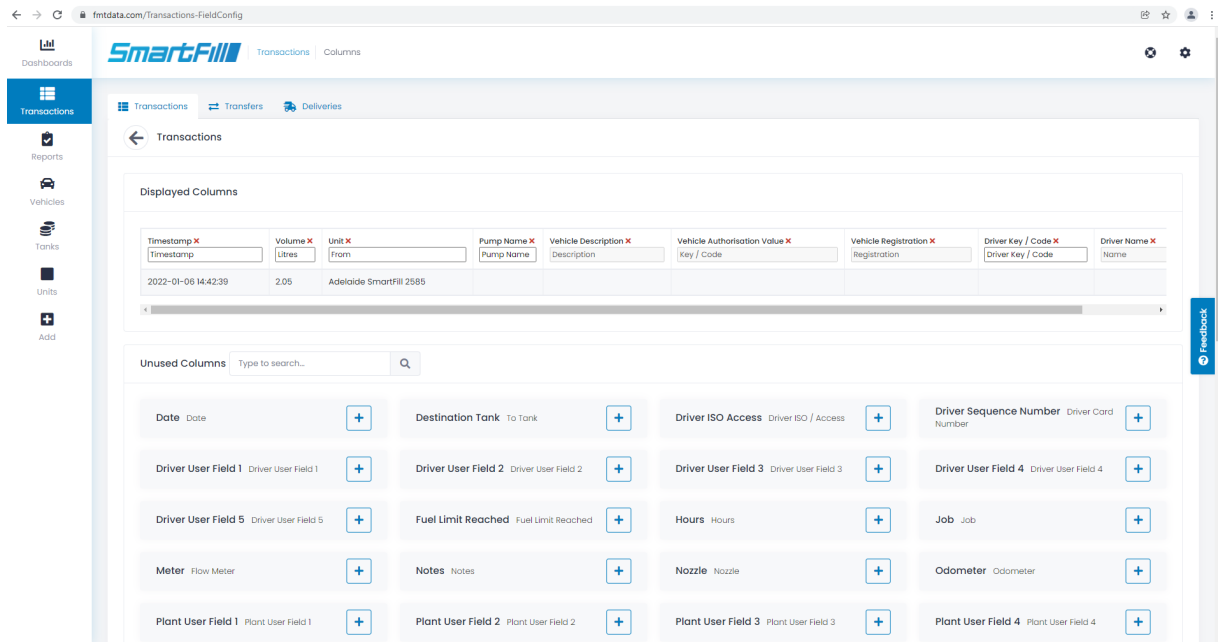 fmtdata.com/Transactions-FieldConfig
Dashboards
SmartFill Transactions Columns
Transactions
Reports
Vehicles
Tanks
Units
Add
Transactions Transfers Deliveries
Transactions
Displayed Columns
Timestamp Volume Unit Pump Name Vehicle Description Vehicle Authorisation Value Vehicle Registration Driver Key / Code Driver Name
Timestamp Litres From Pump Name Description Key / Code Registration Driver Key / Code Name
2022-01-06 14:42:39 2.05 Adelaide SmartFill 2585
Feedback
Unused Columns Type to search...
Date Date
Destination Tank To Tank
Driver ISO Access Driver ISO / Access
Driver Sequence Number Driver Card
Number
Driver User Field 1 Driver User Field 1
Driver User Field 2 Driver User Field 2
Driver User Field 3 Driver User Field 3
Driver User Field 4 Driver User Field 4
Driver User Field 5 Driver User Field 5
Fuel Limit Reached Fuel Limit Reached
Hours Hours
Job Job
Meter Flow Meter
Notes Notes
Nozzle Nozzle
Odometer Odometer
Plant User Field 1 Plant User Field 1
Plant User Field 2 Plant User Field 2
Plant User Field 3 Plant User Field 3
Plant User Field 4 Plant User Field 4